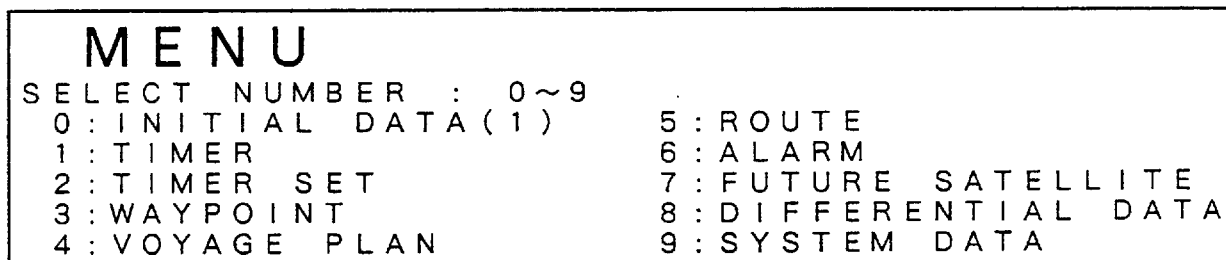 MENU
SELECT NUMBER : 0~9
0:INITIAL DATA(1)
1:TIMER
2:TIMER SET
3:WAYPOINT
4:VOYAGE PLAN
5:ROUTE
6:ALARM
7:FUTURE SATELLITE
8:DIFFERENTIAL DATA
9:SYSTEM DATA